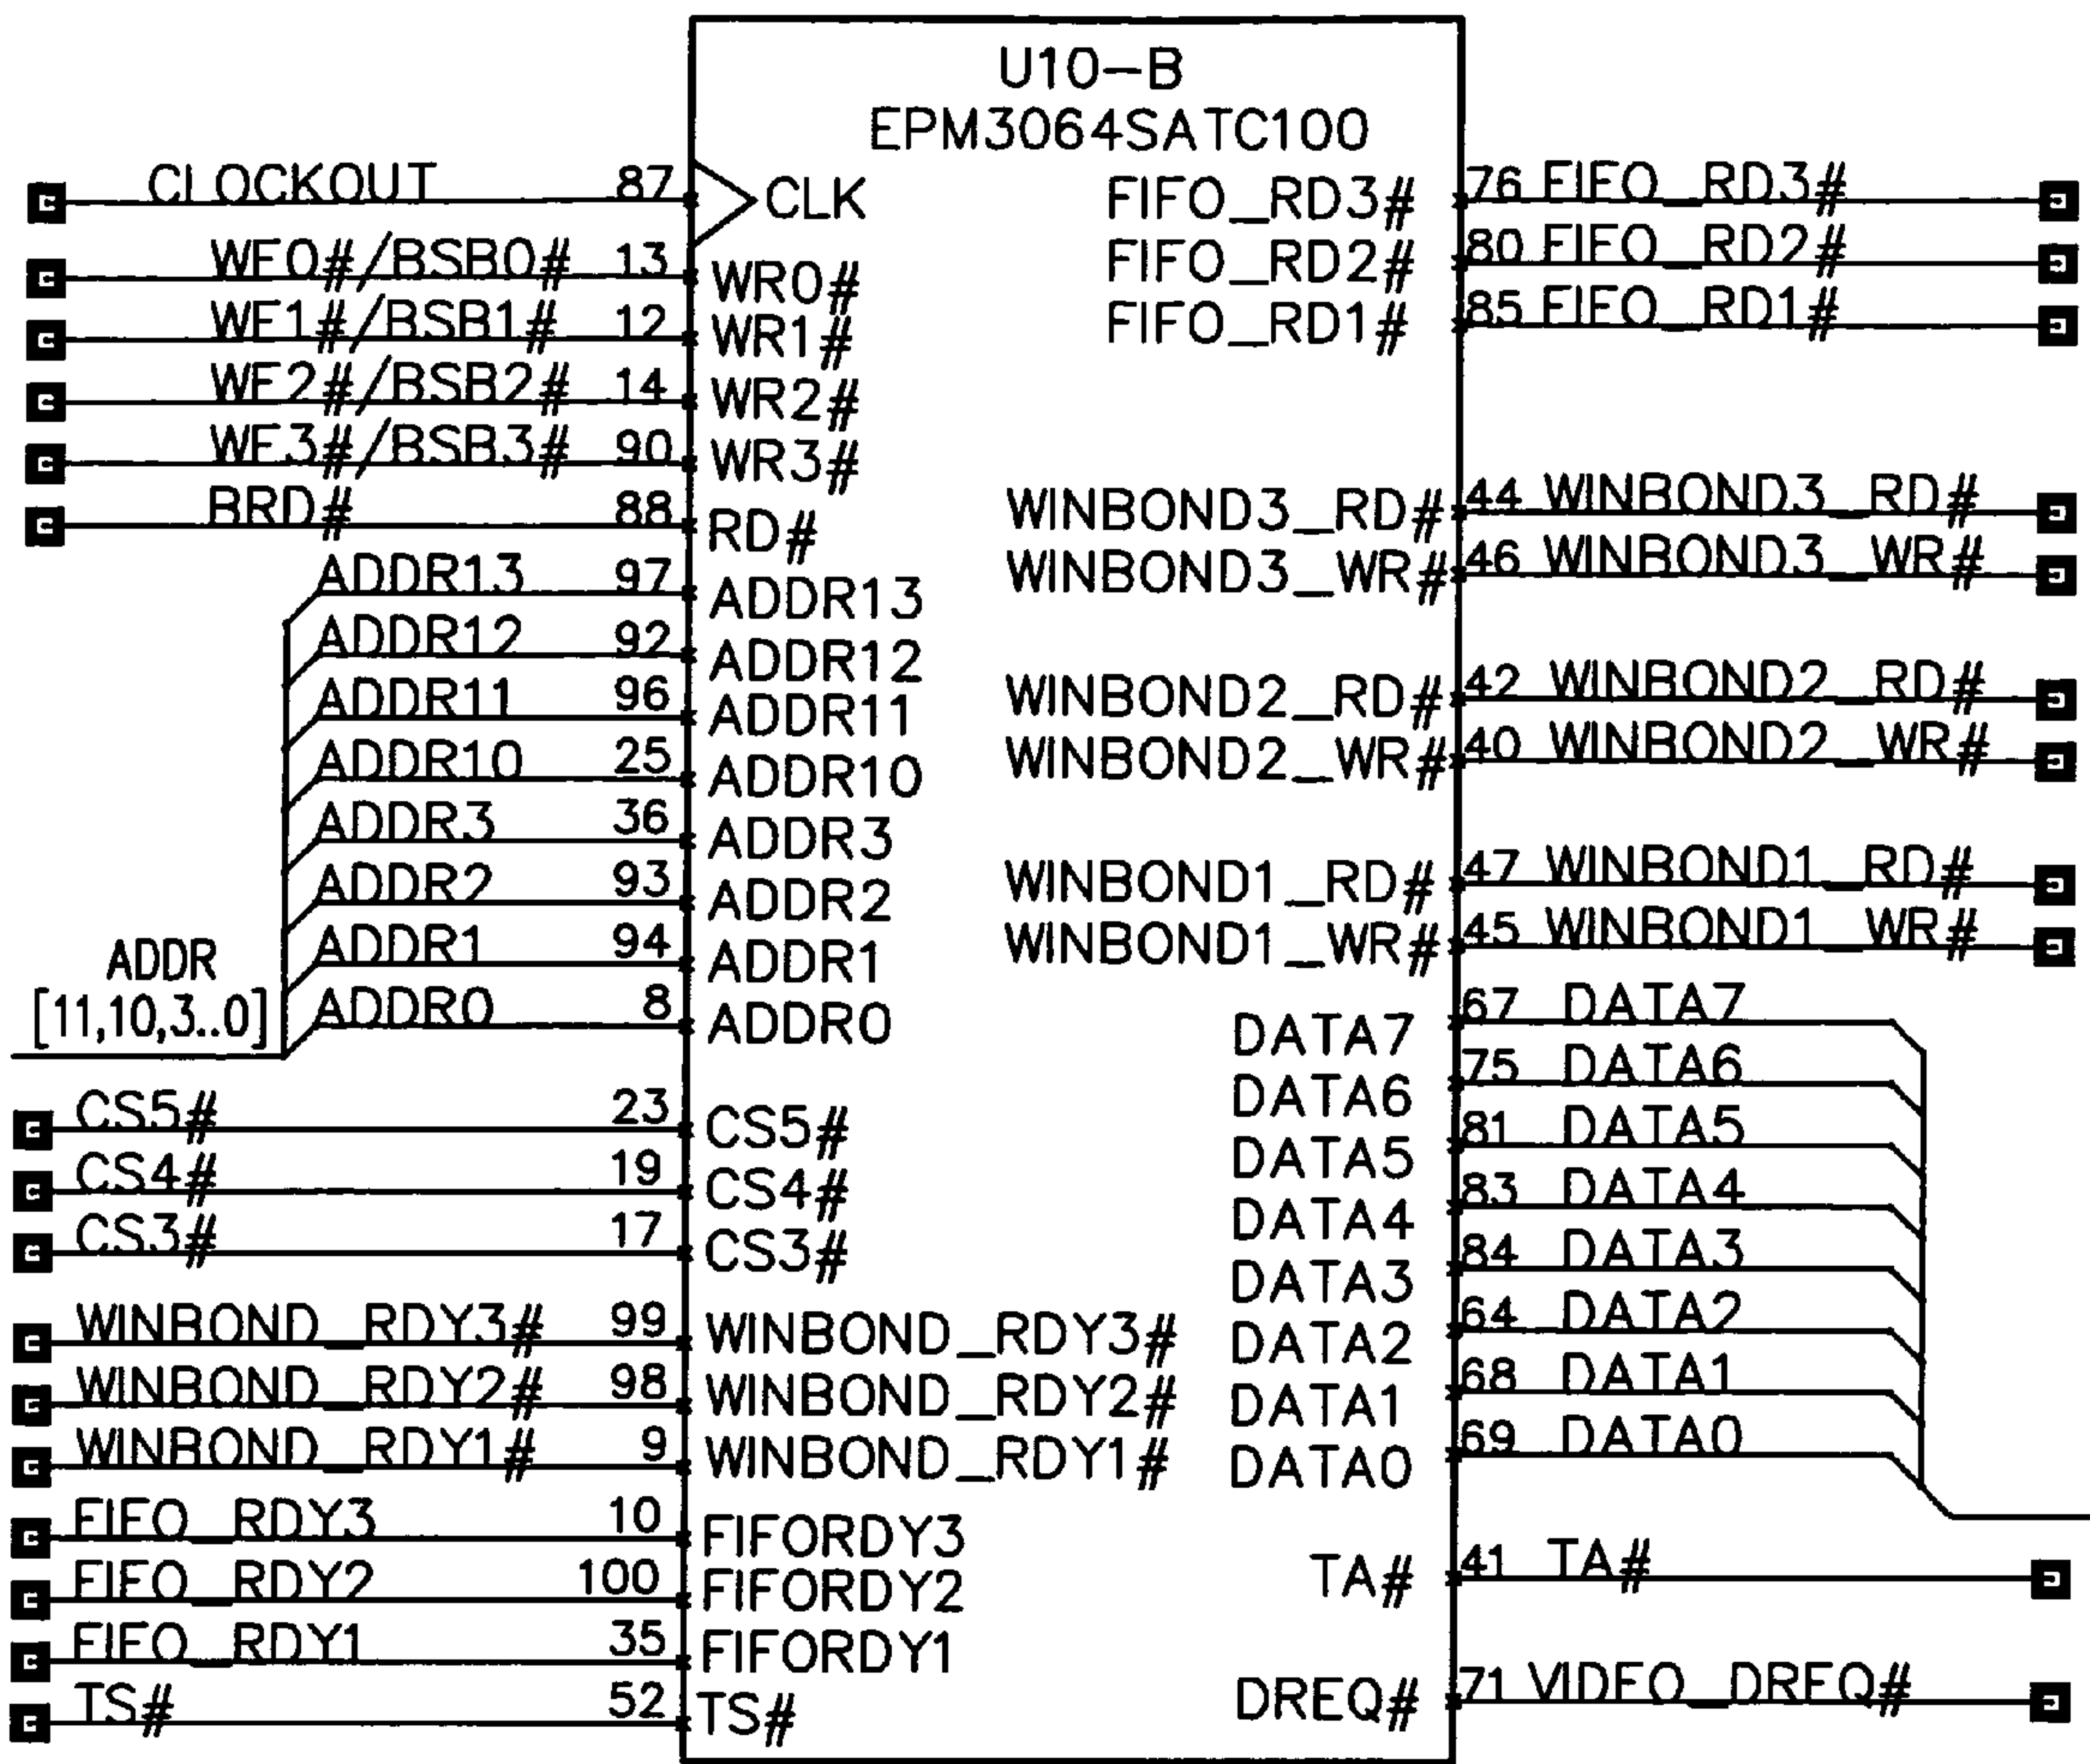 U10-B
EPM3064SATC100
CLOCKOUT 87 CLK FIFO_RD3# 76 FIFO_RD3#
WE0#/BSB0# 13 WR0# FIFO_RD2# 80 FIFO_RD2#
WE1#/BSB1# 12 WR1# FIFO_RD1# 85 FIFO_RD1#
WE2#/BSB2# 14 WR2#
WE3#/BSB3# 90 WR3#
BRD# 88 RD# WINBOND3_RD# 44 WINBOND3_RD#
ADDR13 97 ADDR13 WINBOND3_WR# 46 WINBOND3_WR#
ADDR12 92 ADDR12
ADDR11 96 ADDR11 WINBOND2_RD# 42 WINBOND2_RD#
ADDR10 25 ADDR10 WINBOND2_WR# 40 WINBOND2_WR#
ADDR3 36 ADDR3
ADDR2 93 ADDR2 WINBOND1_RD# 47 WINBOND1_RD#
ADDR1 94 ADDR1 WINBOND1_WR# 45 WINBOND1_WR#
ADDR
[11,10,3..0]
ADDR0 8 ADDR0 DATA7 67 DATA7
DATA6 75 DATA6
CS5# 23 CS5# DATA5 81 DATA5
CS4# 19 CS4# DATA4 83 DATA4
CS3# 17 CS3# DATA3 84 DATA3
WINBOND_RDY3# 99 WINBOND_RDY3# DATA2 64 DATA2
WINBOND_RDY2# 98 WINBOND_RDY2# DATA1 68 DATA1
WINBOND_RDY1# 9 WINBOND_RDY1# DATA0 69 DATA0
FIFO_RDY3 10 FIFORDY3
FIFO_RDY2 100 FIFORDY2 TA# 41 TA#
FIFO_RDY1 35 FIFORDY1
TS# 52 TS# DREQ# 71 VIDEO_DREQ#